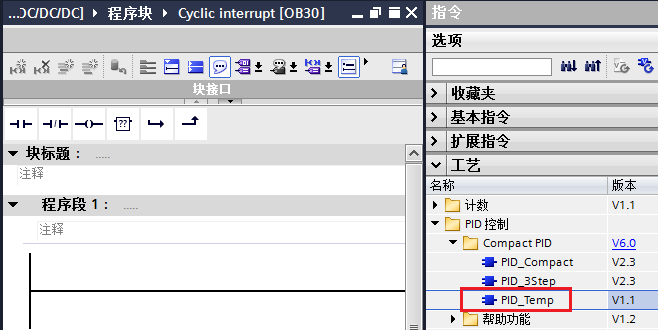 ...OC/DC/DC] ▸ 程序块 ▸ Cyclic interrupt [OB30]
块接口
??
块标题： .....
注释
程序段 1： .....
注释
指令
选项
收藏夹
基本指令
扩展指令
工艺
名称 版本
计数 V1.1
PID 控制
Compact PID V6.0
PID_Compact V2.3
PID_3Step V2.3
PID_Temp V1.1
帮助功能 V1.2